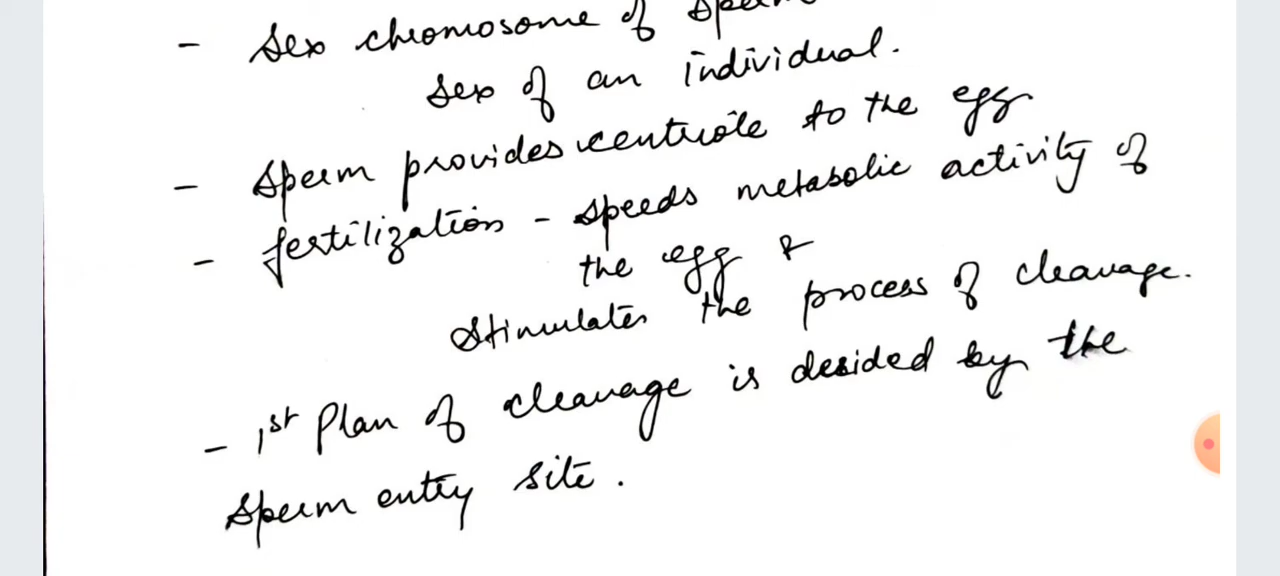 - Sex chromosome of sperm
sex of an individual.
- Sperm provides centriole to the egg
- fertilization - speeds metabolic activity of
the egg &
stimulates the process of cleavage.
- 1st Plan of cleavage is desided by the
sperm entry site.